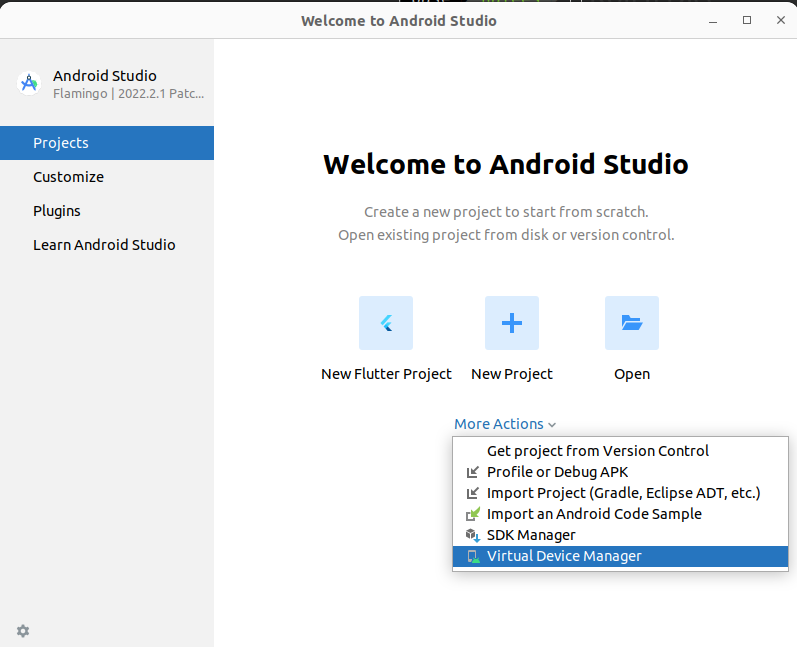 Welcome to Android Studio
Android Studio
Flamingo | 2022.2.1 Patc...
Projects
Customize
Plugins
Learn Android Studio
Welcome to Android Studio
Create a new project to start from scratch.
Open existing project from disk or version control.
New Flutter Project
New Project
Open
More Actions
Get project from Version Control
Profile or Debug APK
Import Project (Gradle, Eclipse ADT, etc.)
Import an Android Code Sample
SDK Manager
Virtual Device Manager